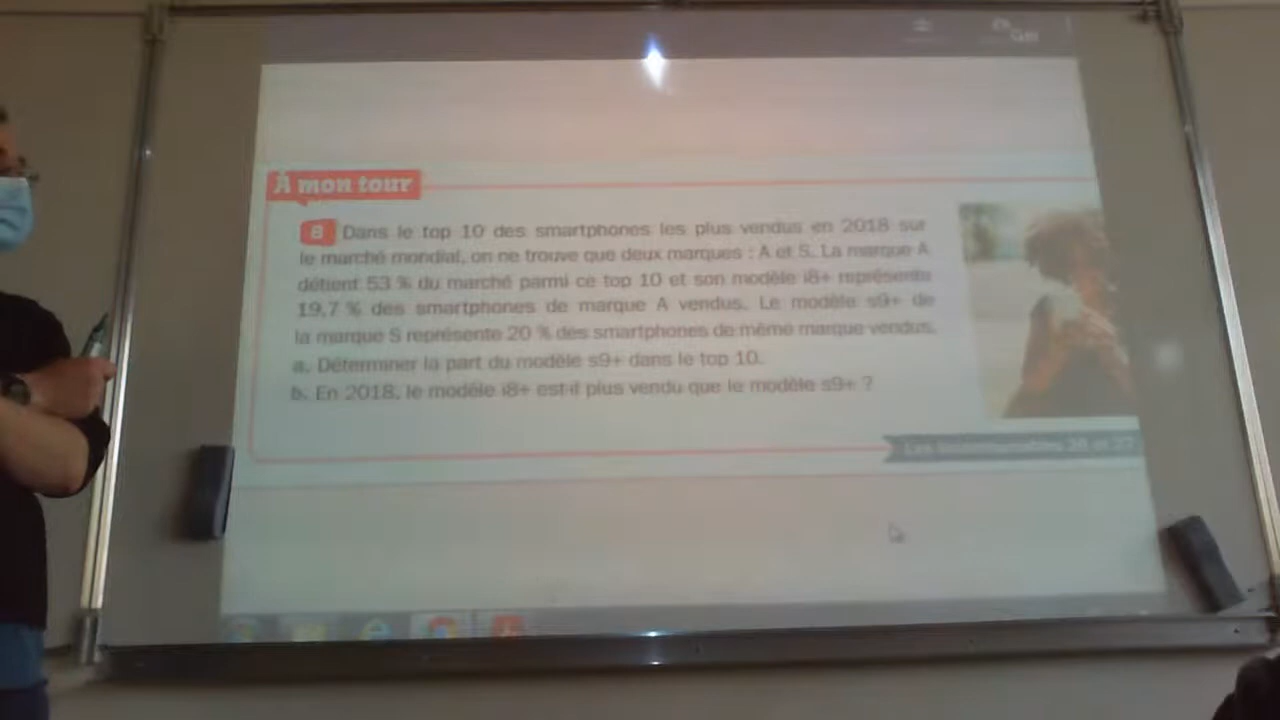 À mon tour
8 Dans le top 10 des smartphones les plus vendus en 2018 sur
le marché mondial, on ne trouve que deux marques : A et S. La marque A
détient 53 % du marché parmi ce top 10 et son modèle i8+ représente
19,7 % des smartphones de marque A vendus. Le modèle s9+ de
la marque S représente 20 % des smartphones de même marque vendus.
a. Déterminer la part du modèle s9+ dans le top 10.
b. En 2018, le modèle i8+ est-il plus vendu que le modèle s9+ ?